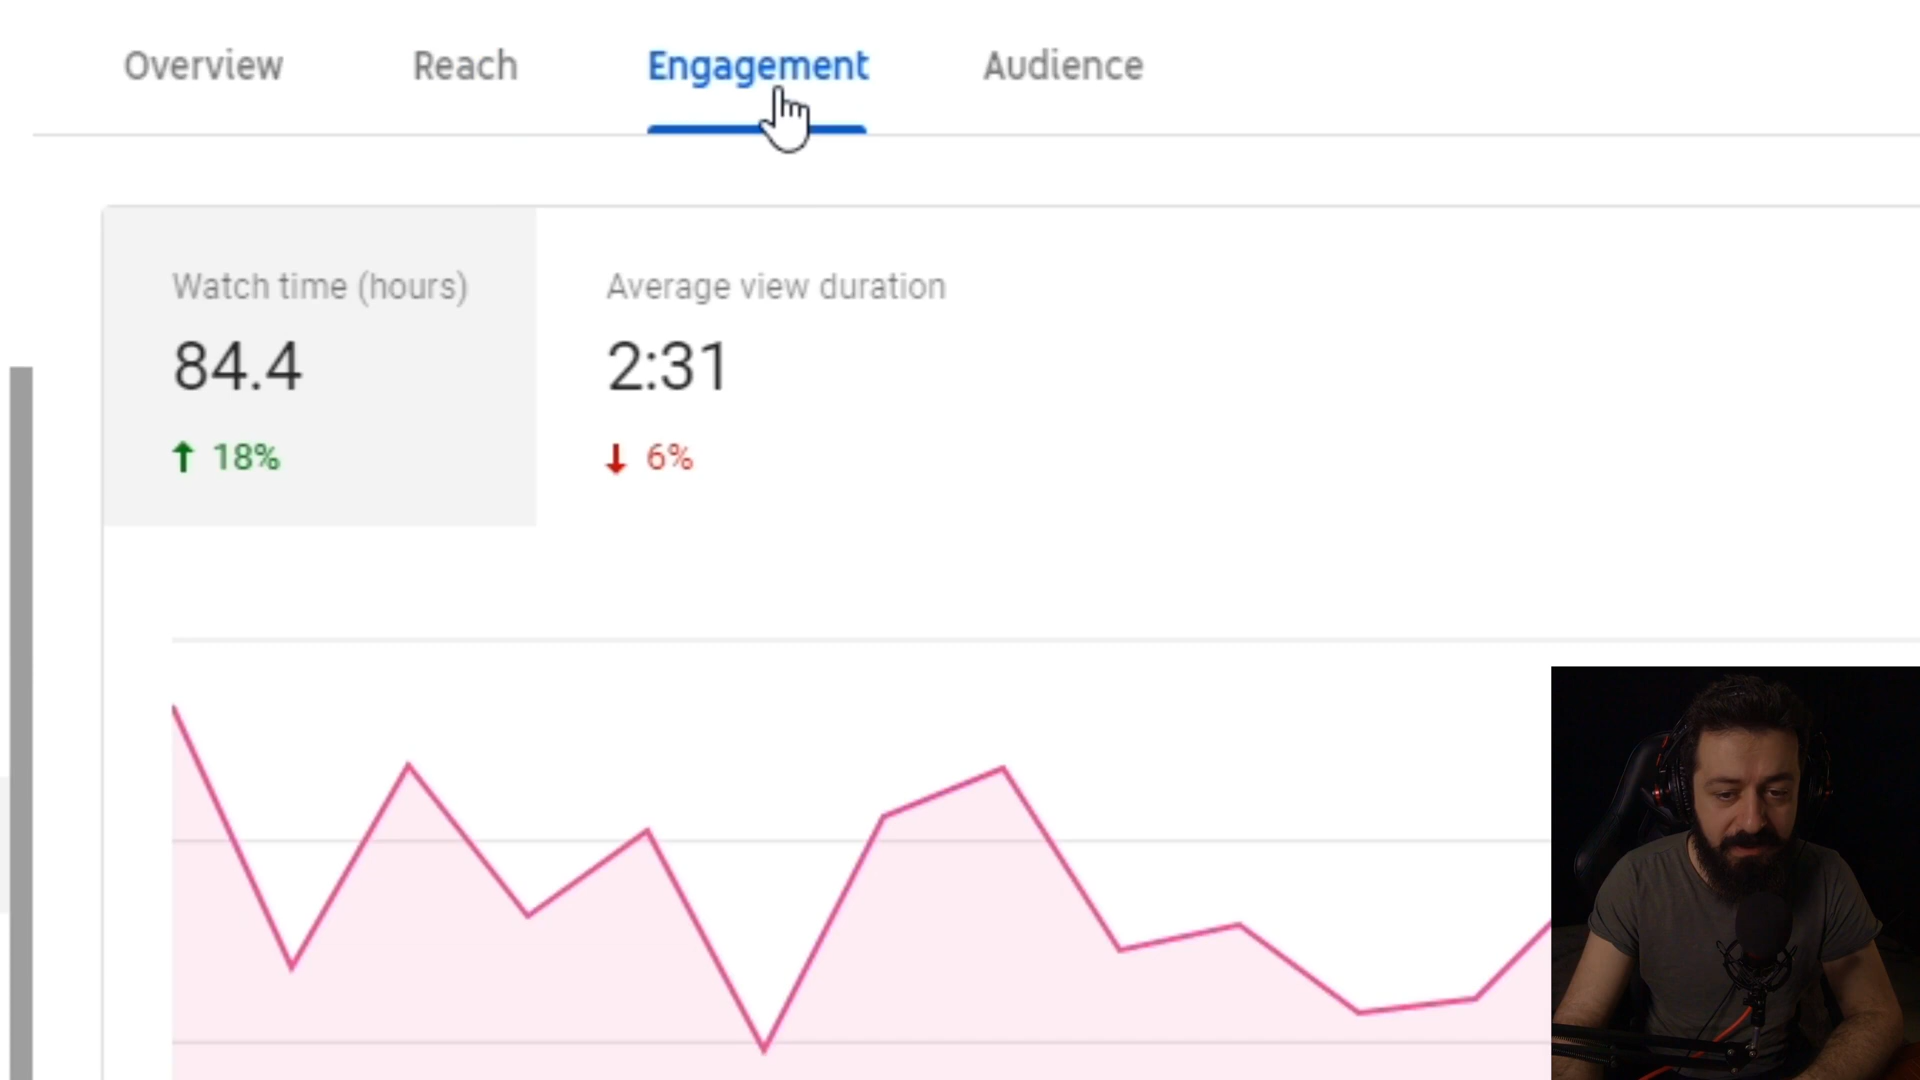 Overview Reach Engagement Audience
Watch time (hours) Average view duration
84.4 2:31
↑ 18% ↓ 6%